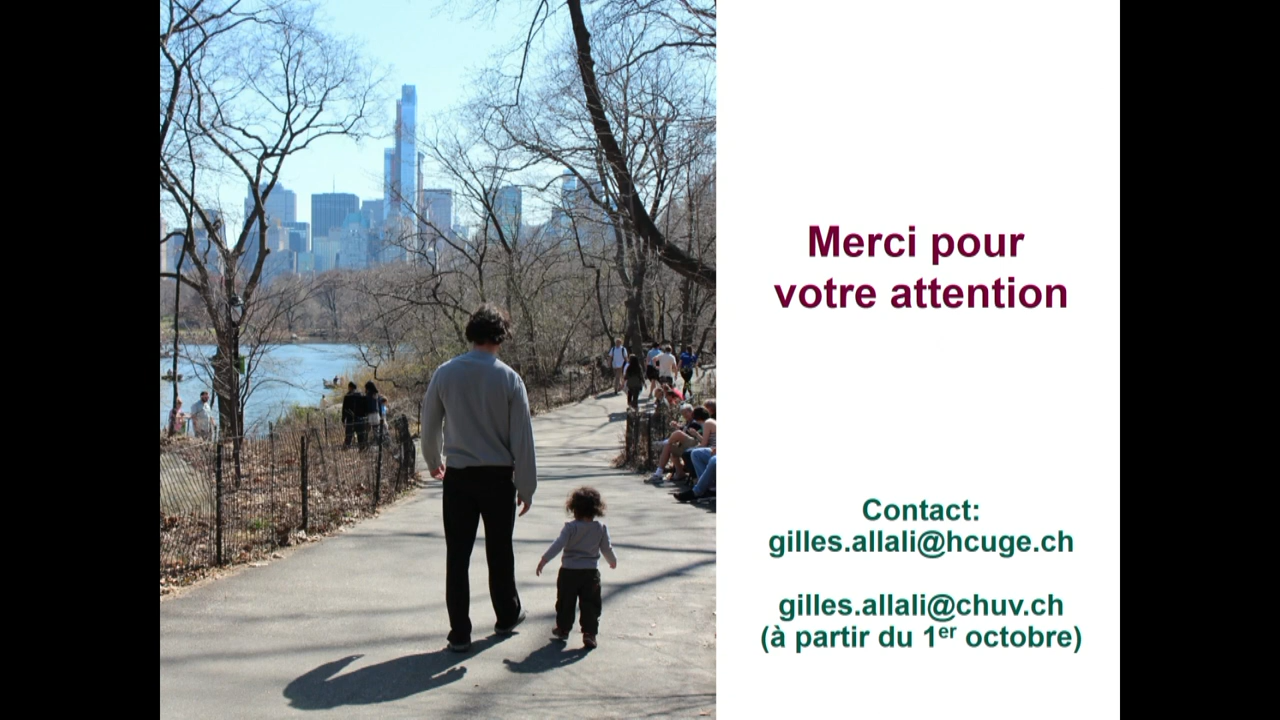 Merci pour
votre attention
Contact:
gilles.allali@hcuge.ch
gilles.allali@chuv.ch
(à partir du 1er octobre)